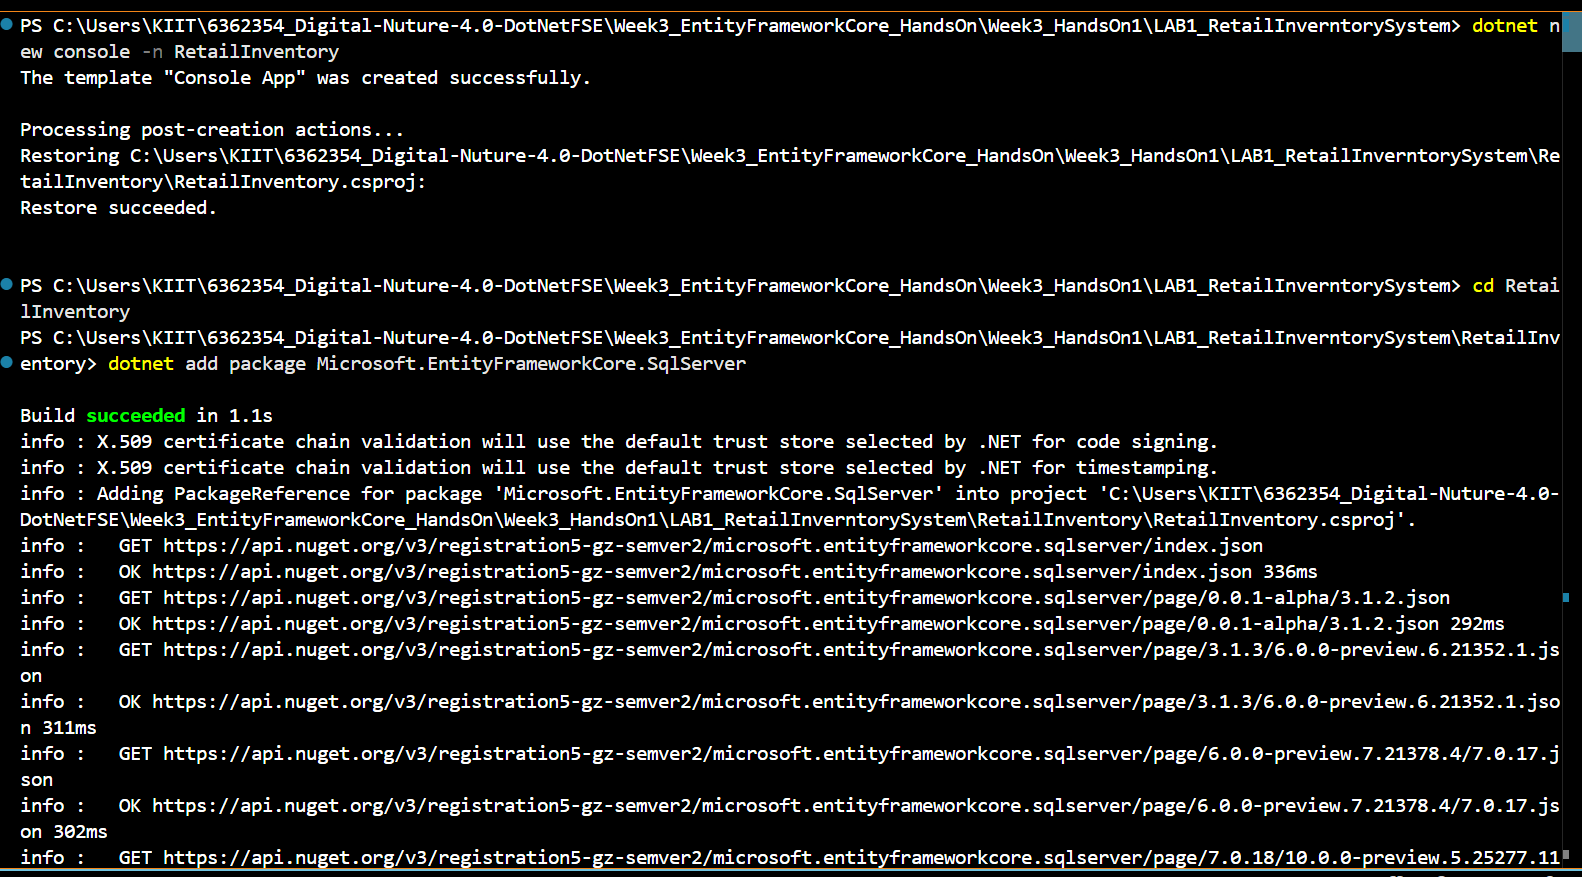 PS C:\Users\KIIT\6362354_Digital-Nuture-4.0-DotNetFSE\Week3_EntityFrameworkCore_HandsOn\Week3_HandsOn1\LAB1_RetailInverntorySystem> dotnet n
ew console -n RetailInventory
The template "Console App" was created successfully.
Processing post-creation actions...
Restoring C:\Users\KIIT\6362354_Digital-Nuture-4.0-DotNetFSE\Week3_EntityFrameworkCore_HandsOn\Week3_HandsOn1\LAB1_RetailInverntorySystem\Re
tailInventory\RetailInventory.csproj:
Restore succeeded.
PS C:\Users\KIIT\6362354_Digital-Nuture-4.0-DotNetFSE\Week3_EntityFrameworkCore_HandsOn\Week3_HandsOn1\LAB1_RetailInverntorySystem> cd Retai
lInventory
PS C:\Users\KIIT\6362354_Digital-Nuture-4.0-DotNetFSE\Week3_EntityFrameworkCore_HandsOn\Week3_HandsOn1\LAB1_RetailInverntorySystem\RetailInv
entory> dotnet add package Microsoft.EntityFrameworkCore.SqlServer
Build succeeded in 1.1s
info : X.509 certificate chain validation will use the default trust store selected by .NET for code signing.
info : X.509 certificate chain validation will use the default trust store selected by .NET for timestamping.
info : Adding PackageReference for package 'Microsoft.EntityFrameworkCore.SqlServer' into project 'C:\Users\KIIT\6362354_Digital-Nuture-4.0-
DotNetFSE\Week3_EntityFrameworkCore_HandsOn\Week3_HandsOn1\LAB1_RetailInverntorySystem\RetailInventory\RetailInventory.csproj'.
info :   GET https://api.nuget.org/v3/registration5-gz-semver2/microsoft.entityframeworkcore.sqlserver/index.json
info :   OK https://api.nuget.org/v3/registration5-gz-semver2/microsoft.entityframeworkcore.sqlserver/index.json 336ms
info :   GET https://api.nuget.org/v3/registration5-gz-semver2/microsoft.entityframeworkcore.sqlserver/page/0.0.1-alpha/3.1.2.json
info :   OK https://api.nuget.org/v3/registration5-gz-semver2/microsoft.entityframeworkcore.sqlserver/page/0.0.1-alpha/3.1.2.json 292ms
info :   GET https://api.nuget.org/v3/registration5-gz-semver2/microsoft.entityframeworkcore.sqlserver/page/3.1.3/6.0.0-preview.6.21352.1.js
on
info :   OK https://api.nuget.org/v3/registration5-gz-semver2/microsoft.entityframeworkcore.sqlserver/page/3.1.3/6.0.0-preview.6.21352.1.jso
n 311ms
info :   GET https://api.nuget.org/v3/registration5-gz-semver2/microsoft.entityframeworkcore.sqlserver/page/6.0.0-preview.7.21378.4/7.0.17.j
son
info :   OK https://api.nuget.org/v3/registration5-gz-semver2/microsoft.entityframeworkcore.sqlserver/page/6.0.0-preview.7.21378.4/7.0.17.js
on 302ms
info :   GET https://api.nuget.org/v3/registration5-gz-semver2/microsoft.entityframeworkcore.sqlserver/page/7.0.18/10.0.0-preview.5.25277.11